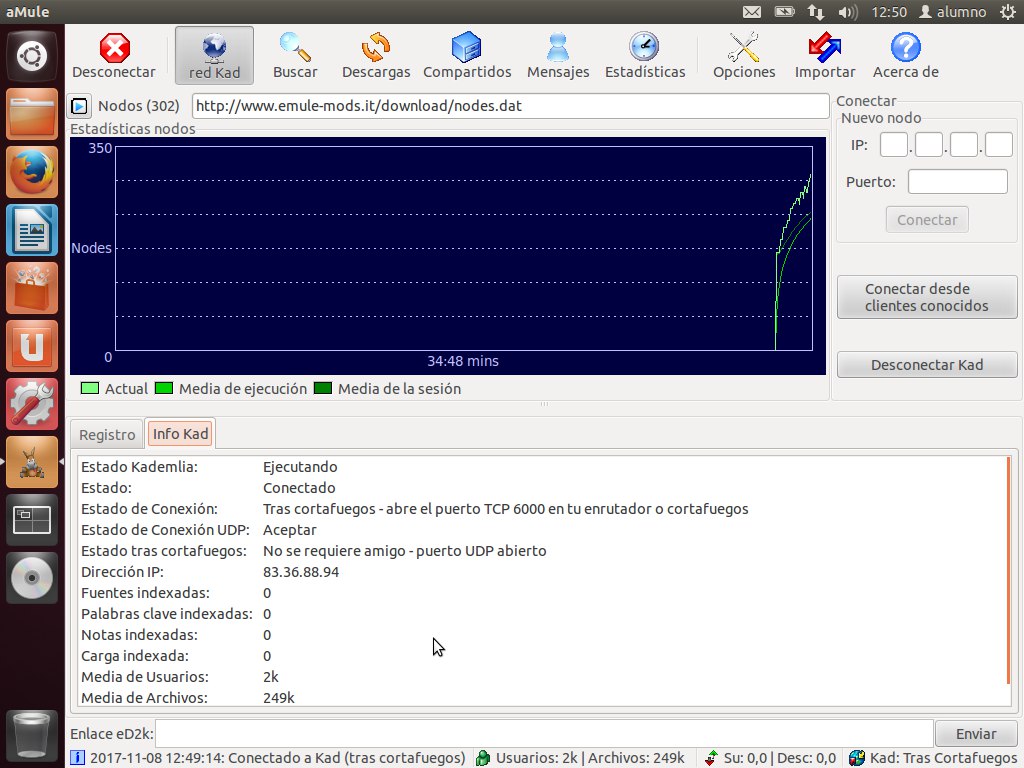 aMule
12:50
alumno
Desconectar
red Kad
Buscar
Descargas
Compartidos
Mensajes
Estadísticas
Opciones
Importar
Acerca de
Nodos (302)
http://www.emule-mods.it/download/nodes.dat
Estadísticas nodos
350
Nodes
0
34:48 mins
Actual
Media de ejecución
Media de la sesión
Conectar
Nuevo nodo
IP:
. . .
Puerto:
Conectar
Conectar desde
clientes conocidos
Desconectar Kad
Registro
Info Kad
Estado Kademlia: Ejecutando
Estado: Conectado
Estado de Conexión: Tras cortafuegos - abre el puerto TCP 6000 en tu enrutador o cortafuegos
Estado de Conexión UDP: Aceptar
Estado tras cortafuegos: No se requiere amigo - puerto UDP abierto
Dirección IP: 83.36.88.94
Fuentes indexadas: 0
Palabras clave indexadas: 0
Notas indexadas: 0
Carga indexada: 0
Media de Usuarios: 2k
Media de Archivos: 249k
Enlace eD2k:
Enviar
2017-11-08 12:49:14: Conectado a Kad (tras cortafuegos)
Usuarios: 2k | Archivos: 249k
Su: 0,0 | Desc: 0,0
Kad: Tras Cortafuegos